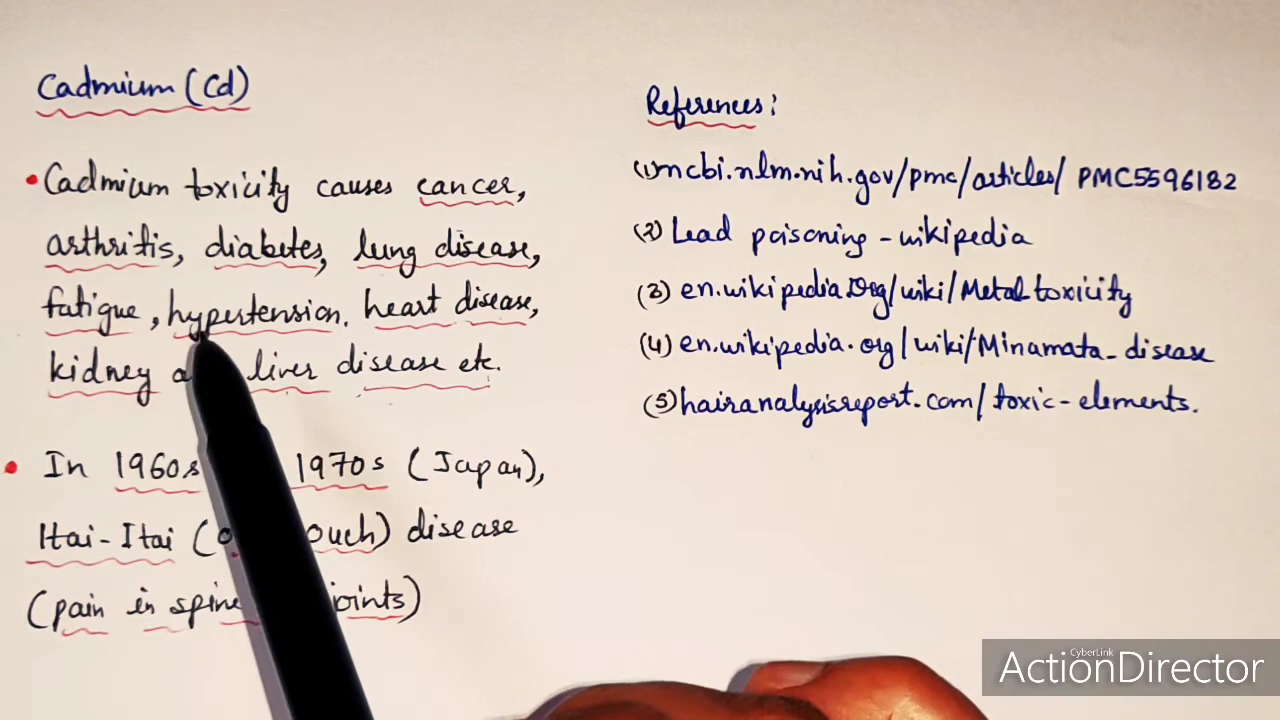 Cadmium (Cd)
• Cadmium toxicity causes cancer,
arthritis, diabetes, lung disease,
fatigue, hypertension, heart disease,
kidney a liver disease etc.
• In 1960s 1970s (Japan),
Itai-Itai (o ouch) disease
(pain in spine joints)
References:
(1) ncbi.nlm.nih.gov/pmc/articles/ PMC5596182
(2) Lead poisoning - wikipedia
(3) en.wikipedia.Org/wiki/Metal toxicity
(4) en.wikipedia.org/wiki/Minamata_disease
(5) hairanalysisreport.com/toxic-elements.
CyberLink
ActionDirector